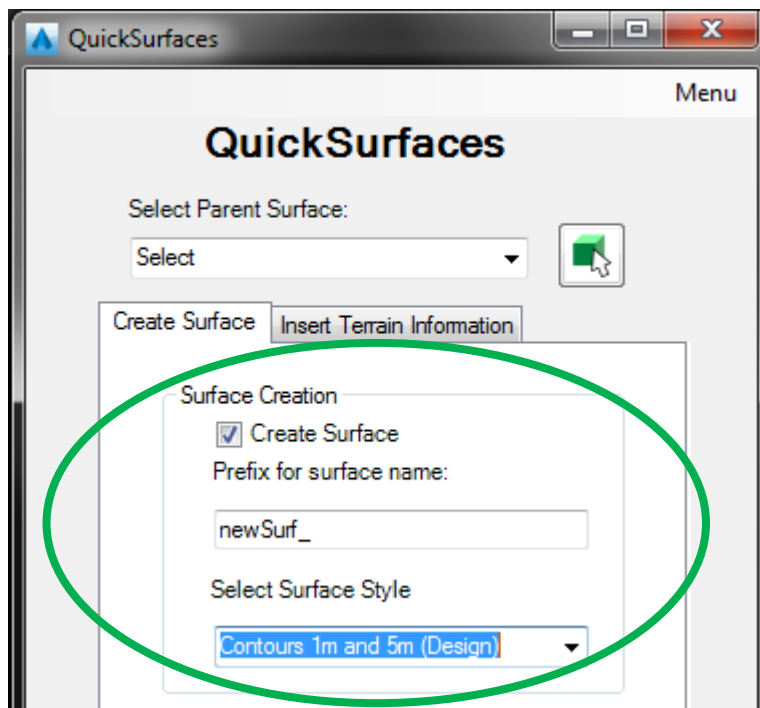 QuickSurfaces
Menu
QuickSurfaces
Select Parent Surface:
Select
Create Surface Insert Terrain Information
Surface Creation
Create Surface
Prefix for surface name:
newSurf_
Select Surface Style
Contours 1m and 5m (Design)